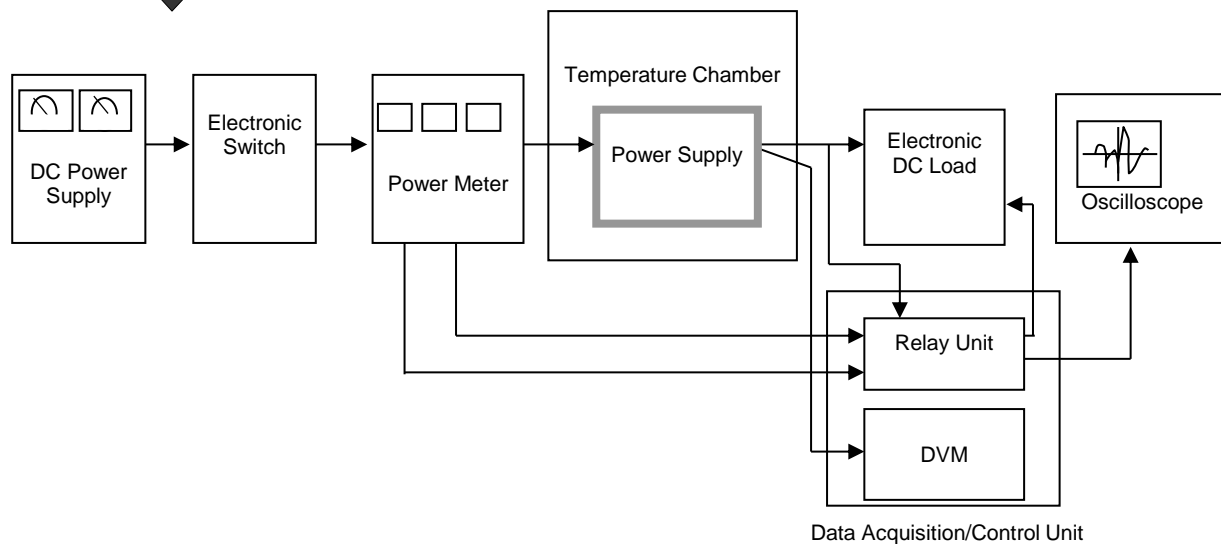 Temperature Chamber
DC Power
Supply
Electronic
Switch
Power Meter
Power Supply
Electronic
DC Load
Oscilloscope
Relay Unit
DVM
Data Acquisition/Control Unit